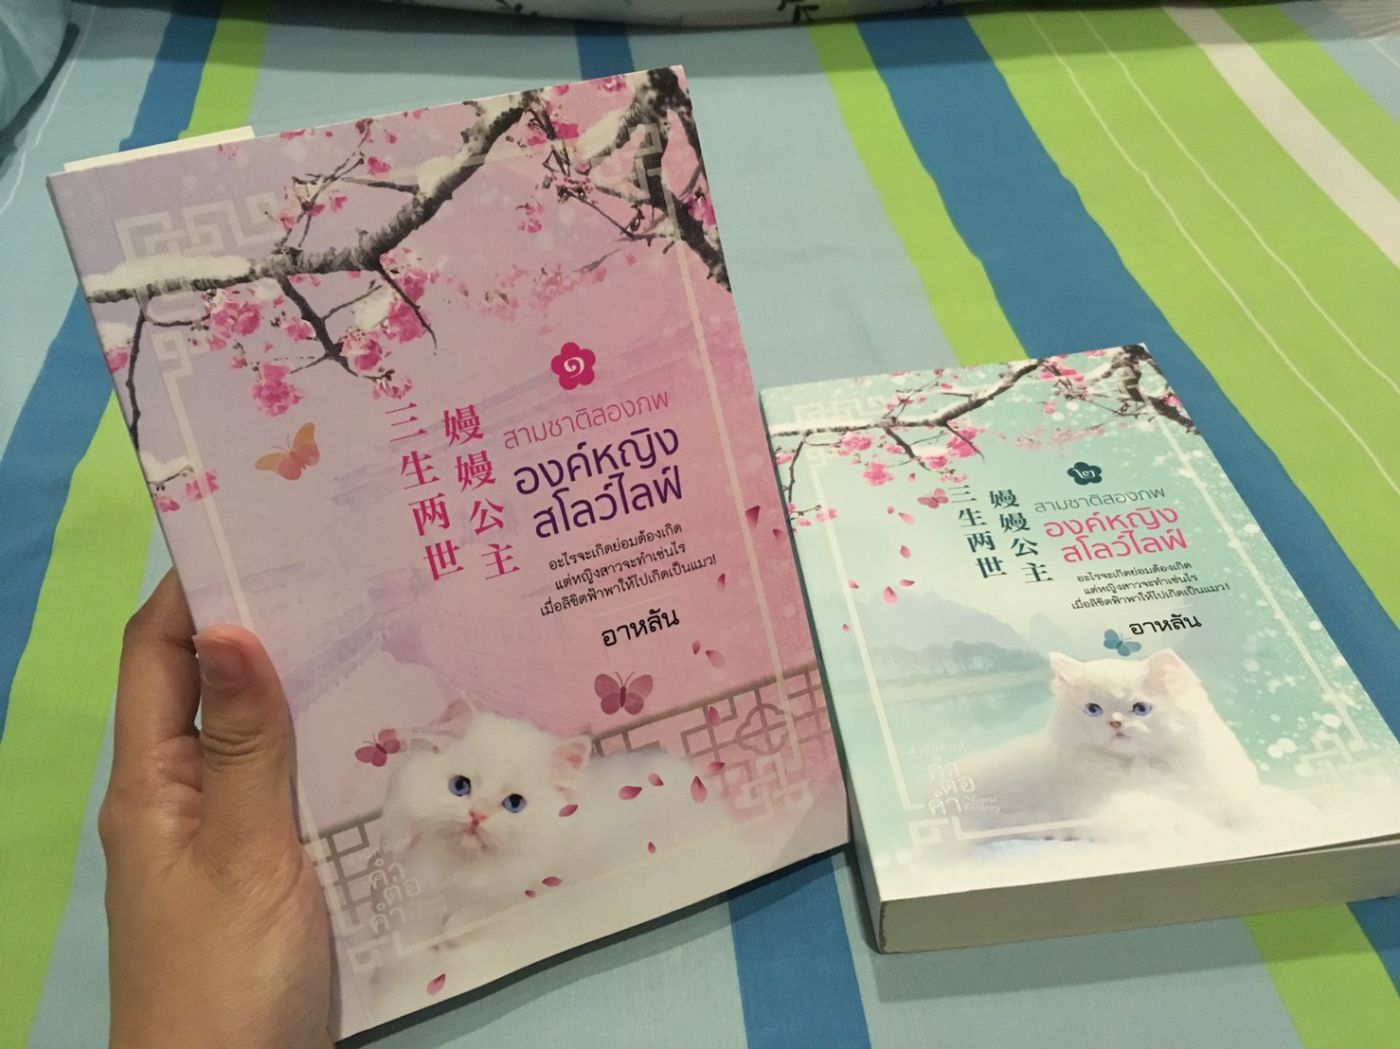 ๑
สามชาติสองภพ
องค์หญิง
สโลว์ไลฟ์
嫚嫚公主
三生两世
อะไรจะเกิดย่อมต้องเกิด
แต่หญิงสาวจะทำเช่นไร
เมื่อลิขิตฟ้าพาให้ไปเกิดเป็นแมว!
อาหลัน
คำ
ต่อ
คำ
๒
สามชาติสองภพ
องค์หญิง
สโลว์ไลฟ์
嫚嫚公主
三生两世
อะไรจะเกิดย่อมต้องเกิด
แต่หญิงสาวจะทำเช่นไร
เมื่อลิขิตฟ้าพาให้ไปเกิดเป็นแมว!
อาหลัน
สำนักพิมพ์
คำ
ต่อ
คำ